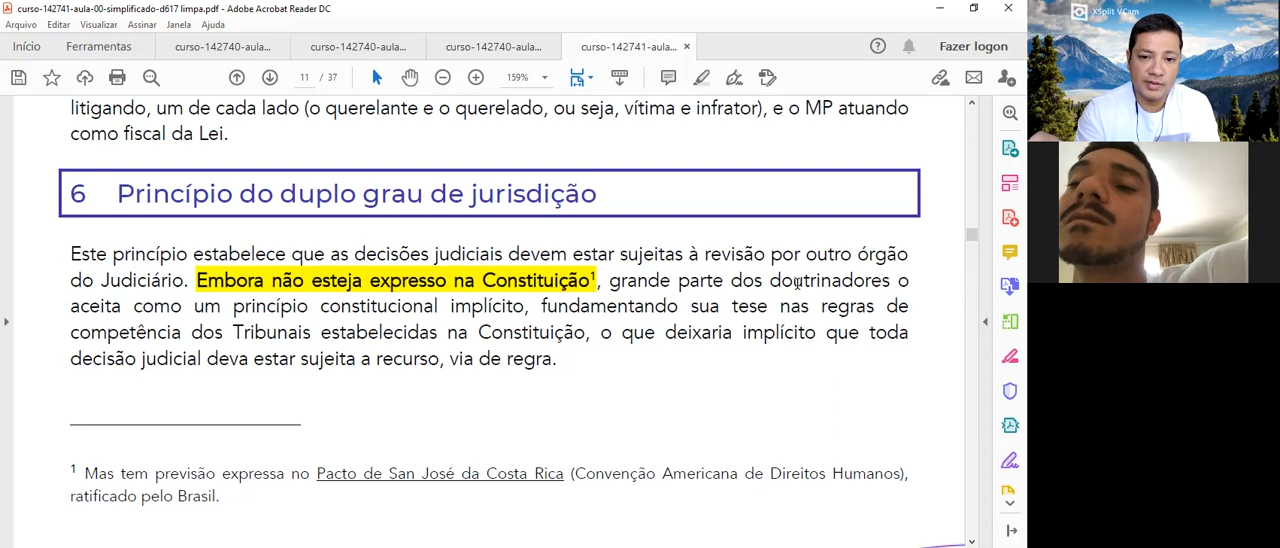 curso-142741-aula-00-simplificado-d617 limpa.pdf - Adobe Acrobat Reader DC
Arquivo Editar Visualizar Assinar Janela Ajuda
Início Ferramentas curso-142740-aula... curso-142740-aula... curso-142740-aula... curso-142741-aula... × Fazer logon
11 / 37 159%
XSplit VCam
litigando, um de cada lado (o querelante e o querelado, ou seja, vítima e infrator), e o MP atuando
como fiscal da Lei.
6 Princípio do duplo grau de jurisdição
Este princípio estabelece que as decisões judiciais devem estar sujeitas à revisão por outro órgão
do Judiciário. Embora não esteja expresso na Constituição¹, grande parte dos doutrinadores o
aceita como um princípio constitucional implícito, fundamentando sua tese nas regras de
competência dos Tribunais estabelecidas na Constituição, o que deixaria implícito que toda
decisão judicial deva estar sujeita a recurso, via de regra.
¹ Mas tem previsão expressa no Pacto de San José da Costa Rica (Convenção Americana de Direitos Humanos),
ratificado pelo Brasil.